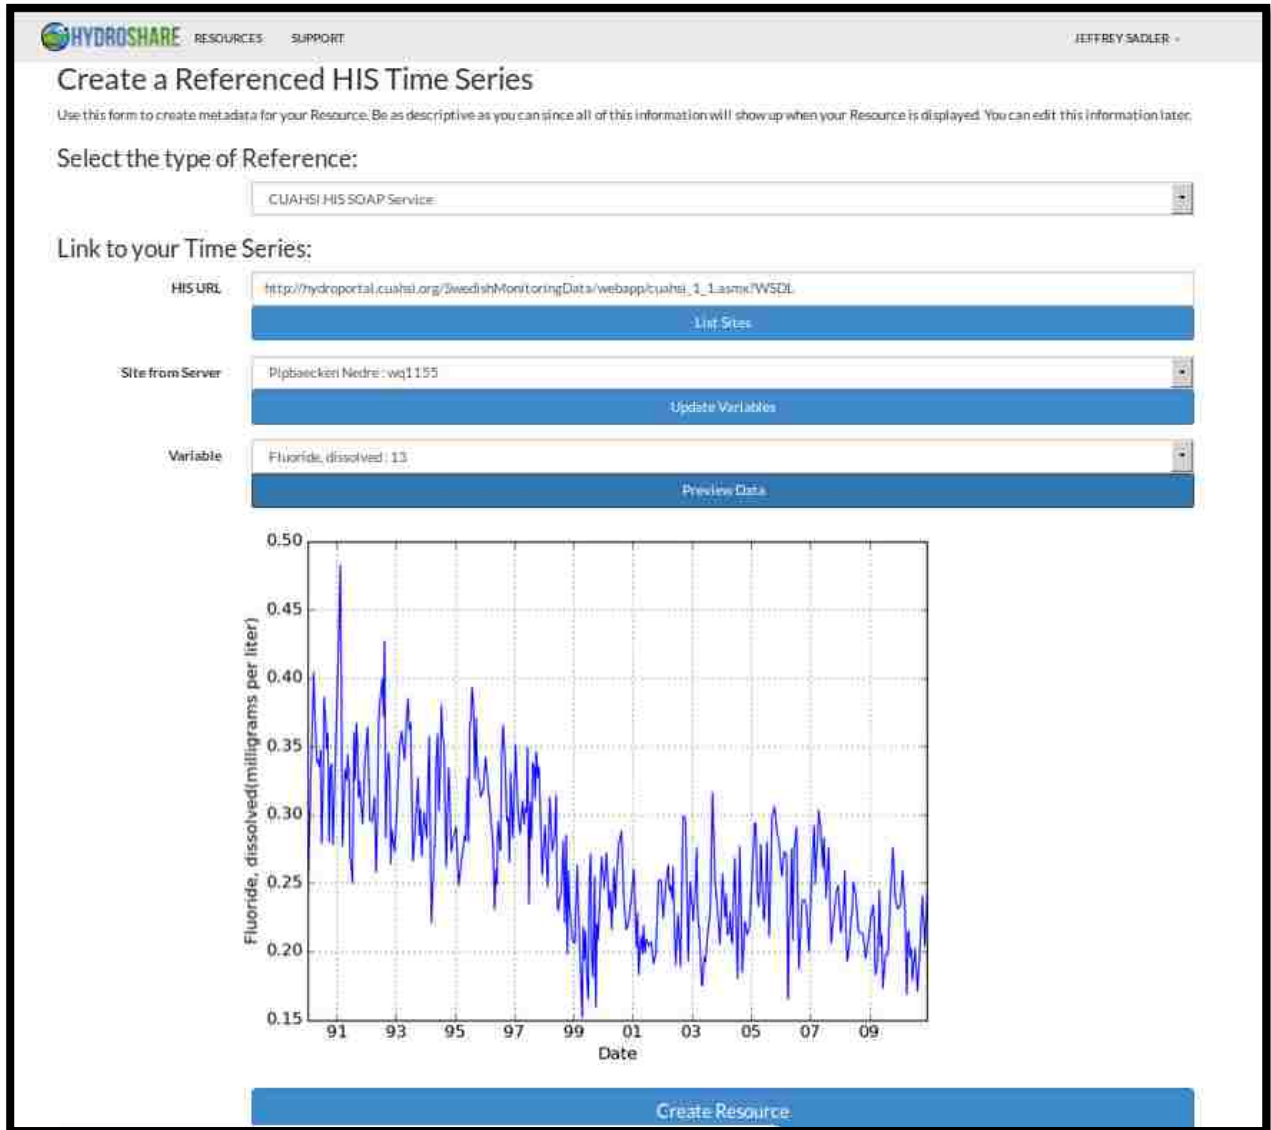 HYDROSHARE RESOURCES SUPPORT JEFFREY SADLER
Create a Referenced HIS Time Series
Use this form to create metadata for your Resource. Be as descriptive as you can since all of this information will show up when your Resource is displayed. You can edit this information later.
Select the type of Reference:
CUAHSI HIS SOAP Service
Link to your Time Series:
HIS URL http://hydroportal.cuahsi.org/SwedishMonitoringData/webapp/cuahsi_1_1.asmx?WSDL
List Sites
Site from Server Pipbaecken Nedre : wq1155
Update Variables
Variable Fluoride, dissolved : 13
Preview Data
0.50
0.45
0.40
0.35
0.30
0.25
0.20
0.15
Fluoride, dissolved(milligrams per liter)
91 93 95 97 99 01 03 05 07 09
Date
Create Resource